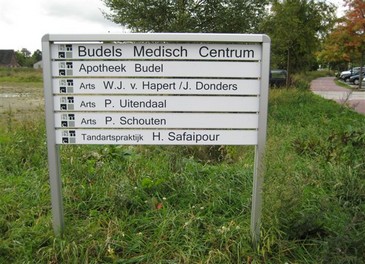 Budels Medisch Centrum
Apotheek Budel
Arts W.J. v. Hapert /J. Donders
Arts P. Uitendaal
Arts P. Schouten
Tandartspraktijk H. Safaipour